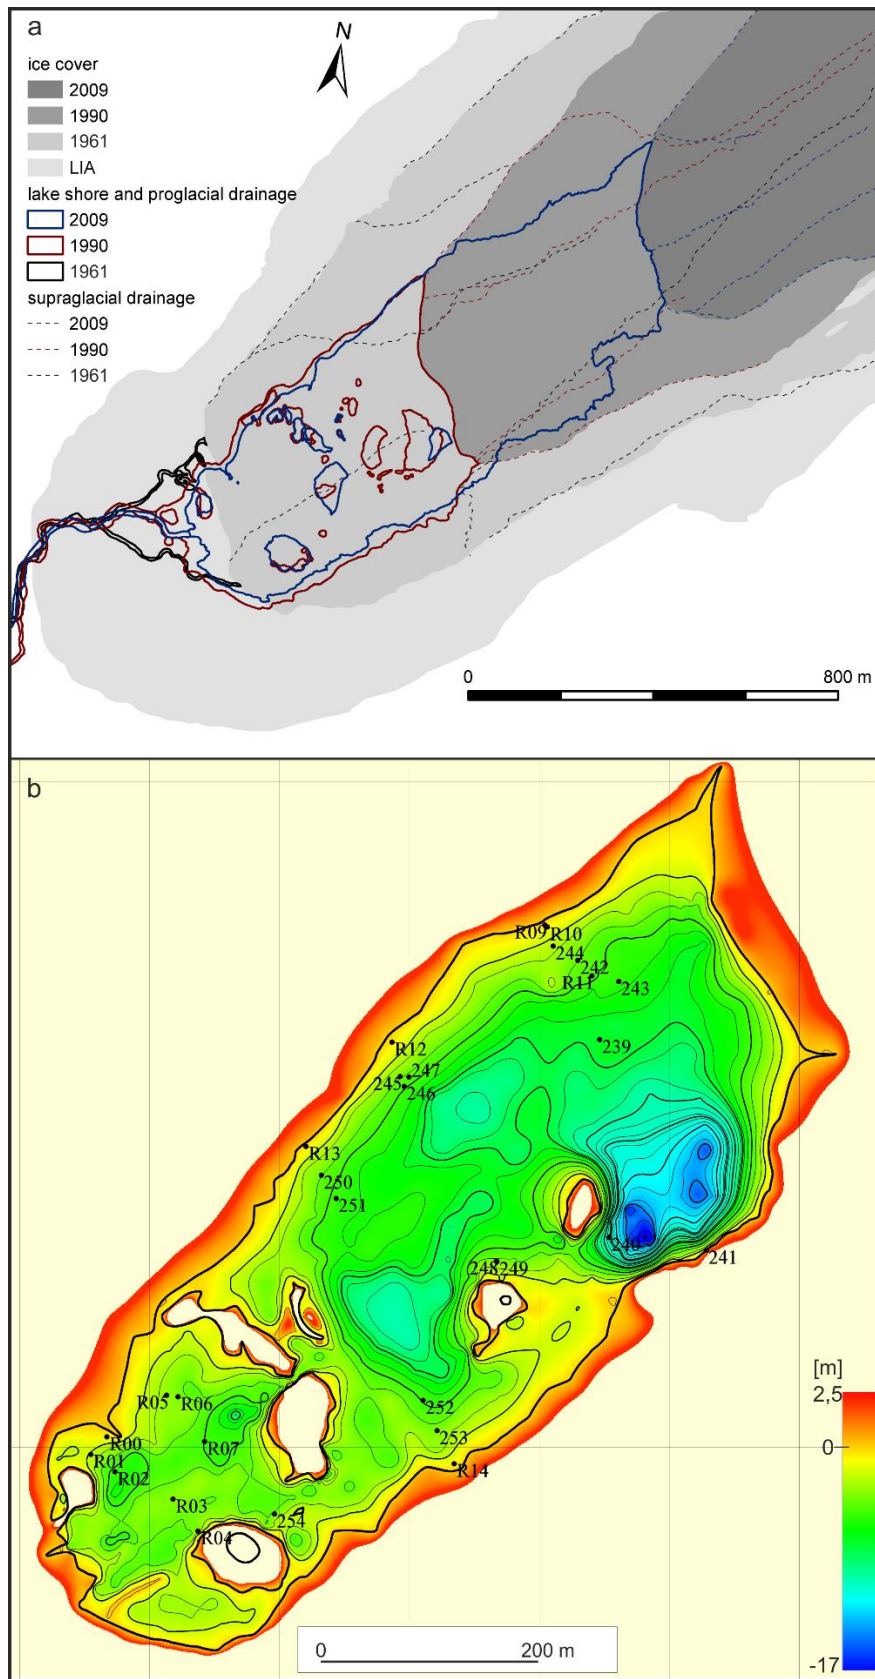 a
N
ice cover
2009
1990
1961
LIA
lake shore and proglacial drainage
2009
1990
1961
supraglacial drainage
2009
1990
1961
0 800 m
b
R09 R10
244
242
R11 243
239
R12
245 247
246
R13
250
251
240 241
248 249
[m]
2,5
R05 R06
252
R00
R07
253
0
R01
R02
R14
R03
254
R04
0 200 m
-17